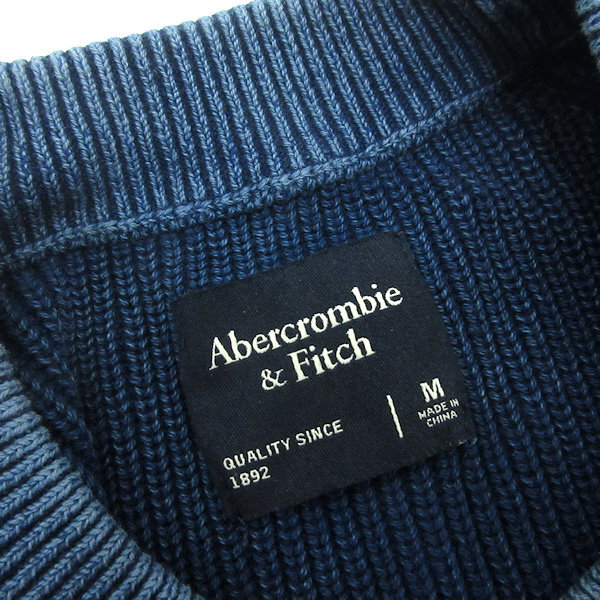 Abercrombie
& Fitch
QUALITY SINCE
1892
M
MADE IN
CHINA